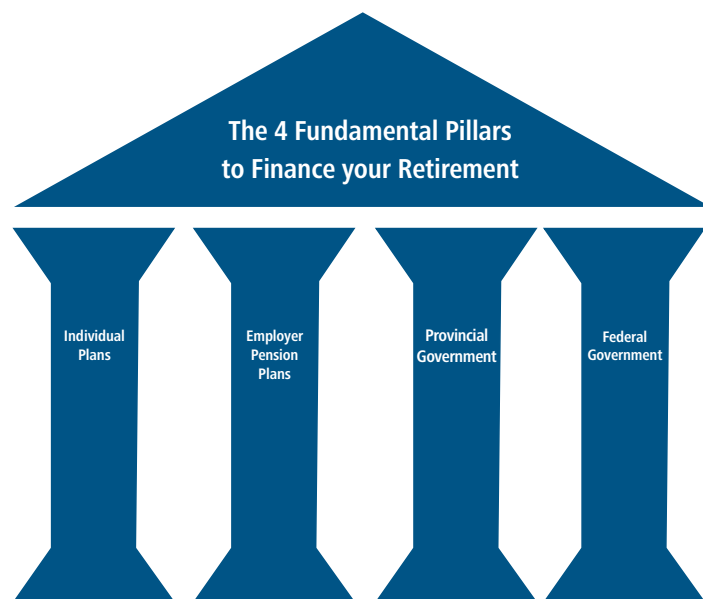 The 4 Fundamental Pillars
to Finance your Retirement
Individual
Plans
Employer
Pension
Plans
Provincial
Government
Federal
Government